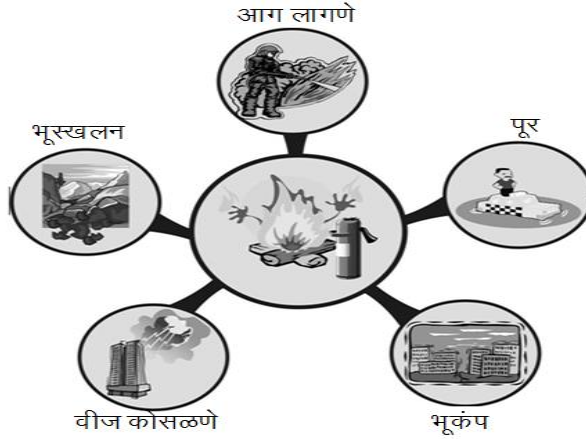 आग लागणे
भूस्खलन
पूर
वीज कोसळणे
भूकंप